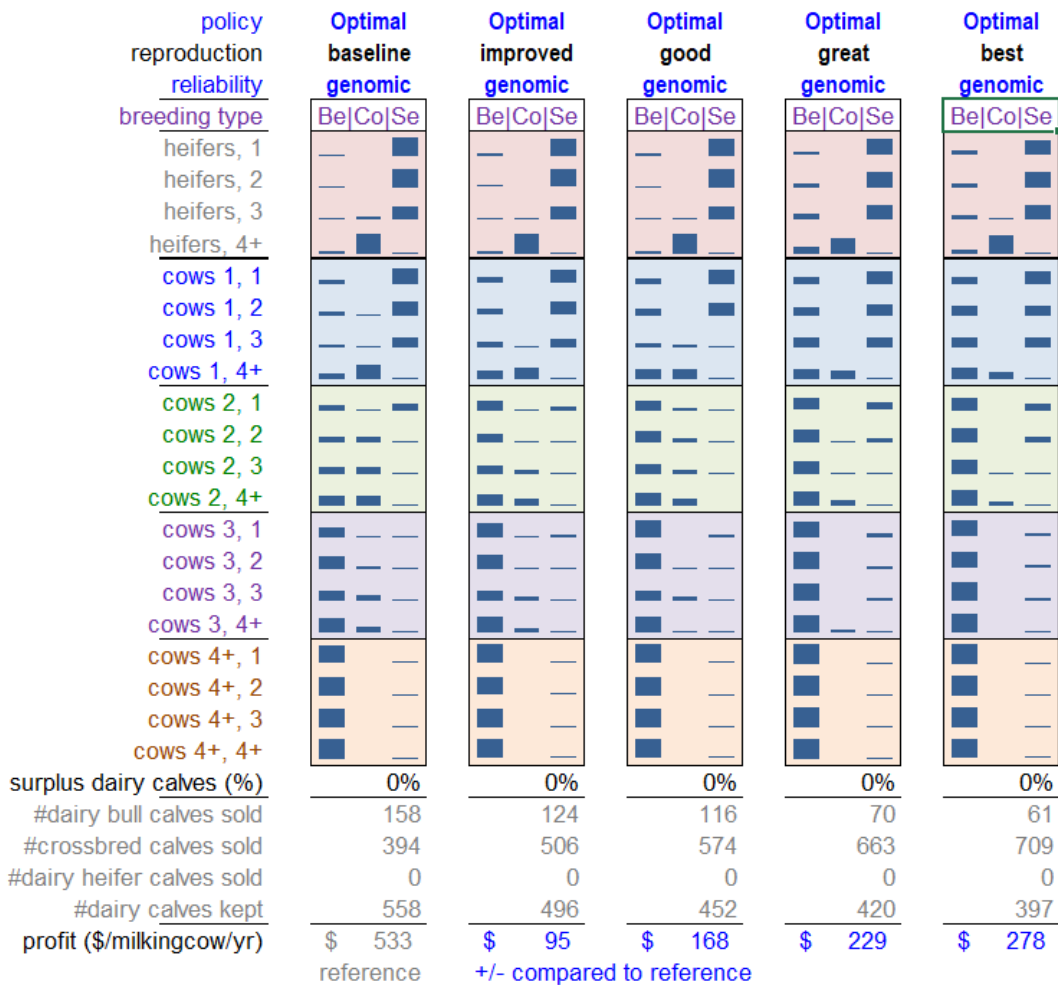 policy Optimal Optimal Optimal Optimal Optimal
reproduction baseline improved good great best
reliability genomic genomic genomic genomic genomic
breeding type Be|Co|Se Be|Co|Se Be|Co|Se Be|Co|Se Be|Co|Se
heifers, 1
heifers, 2
heifers, 3
heifers, 4+
cows 1, 1
cows 1, 2
cows 1, 3
cows 1, 4+
cows 2, 1
cows 2, 2
cows 2, 3
cows 2, 4+
cows 3, 1
cows 3, 2
cows 3, 3
cows 3, 4+
cows 4+, 1
cows 4+, 2
cows 4+, 3
cows 4+, 4+
surplus dairy calves (%) 0% 0% 0% 0% 0%
#dairy bull calves sold 158 124 116 70 61
#crossbred calves sold 394 506 574 663 709
#dairy heifer calves sold 0 0 0 0 0
#dairy calves kept 558 496 452 420 397
profit ($/milkingcow/yr) $ 533 $ 95 $ 168 $ 229 $ 278
reference +/- compared to reference